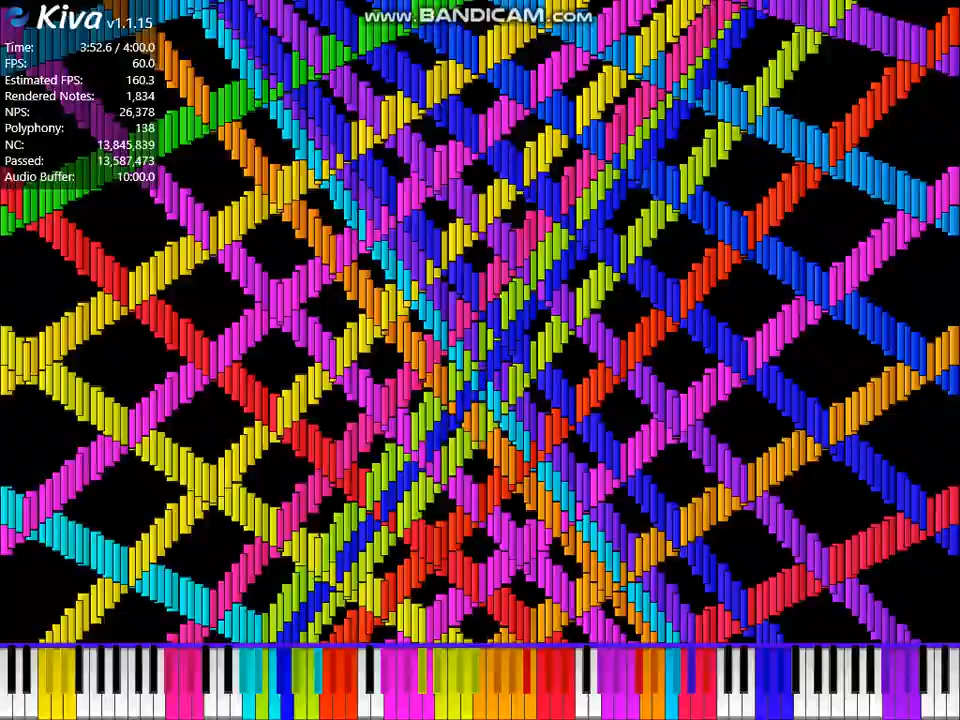 Kiva v1.1.15
www.BANDICAM.com
Time: 3:52.6 / 4:00.0
FPS: 60.0
Estimated FPS: 160.3
Rendered Notes: 1,834
NPS: 26,378
Polyphony: 138
NC: 13,845,839
Passed: 13,587,473
Audio Buffer: 10:00.0